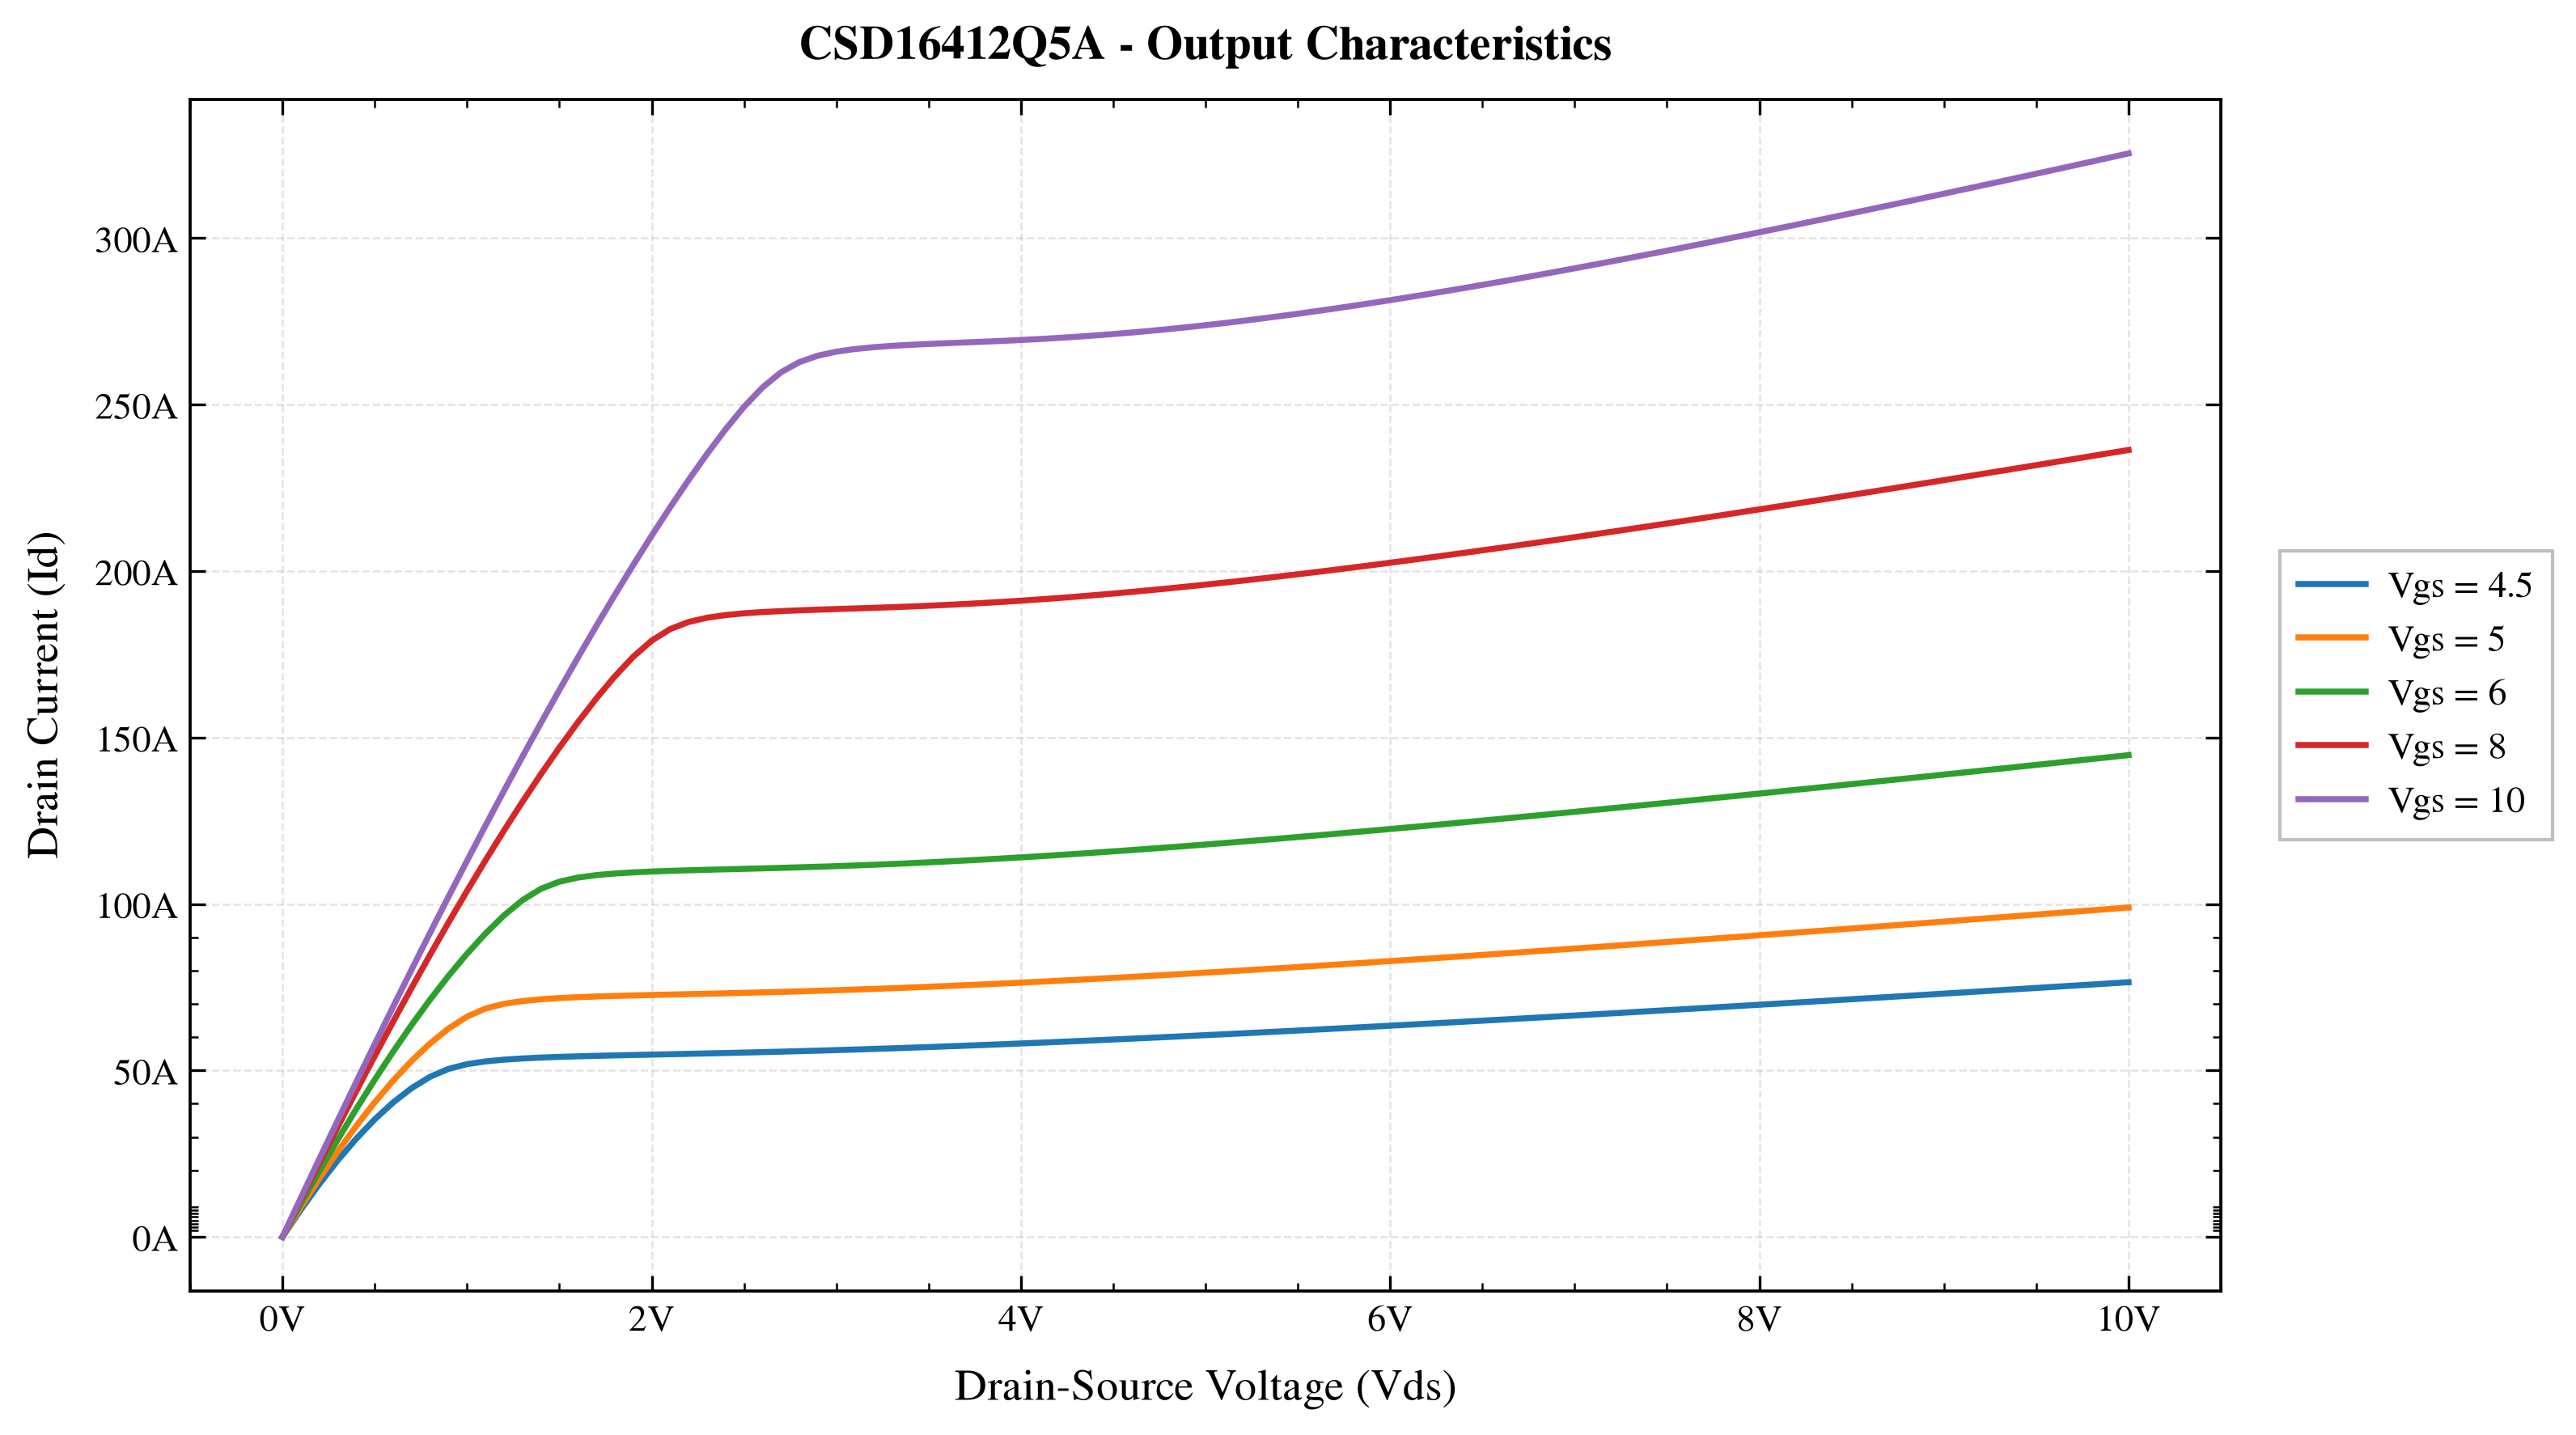 CSD16412Q5A - Output Characteristics
Drain Current (Id)
300A
250A
200A
150A
100A
50A
0A
0V
2V
4V
6V
8V
10V
Drain-Source Voltage (Vds)
Vgs = 4.5
Vgs = 5
Vgs = 6
Vgs = 8
Vgs = 10